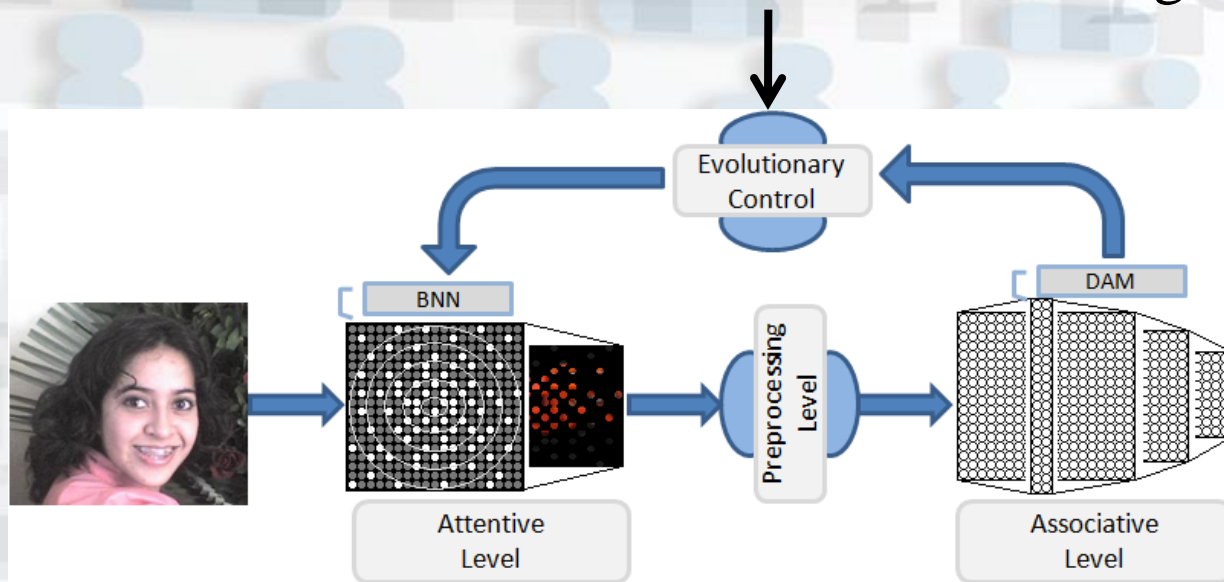 Evolutionary
Control
BNN
DAM
Preprocessing
Level
Attentive
Level
Associative
Level